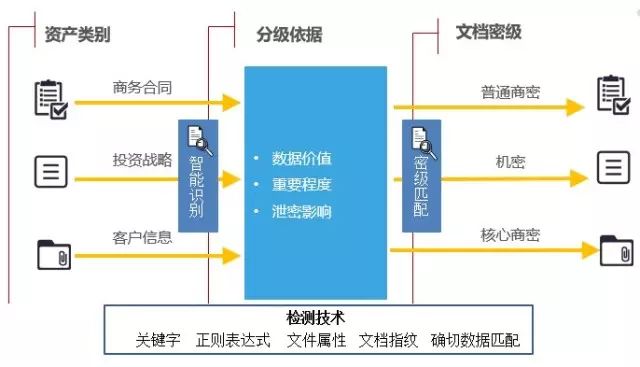 资产类别
分级依据
文档密级
商务合同
投资战略
客户信息
智能识别
• 数据价值
• 重要程度
• 泄密影响
密级匹配
普通商密
机密
核心商密
检测技术
关键字 正则表达式 文件属性 文档指纹 确切数据匹配